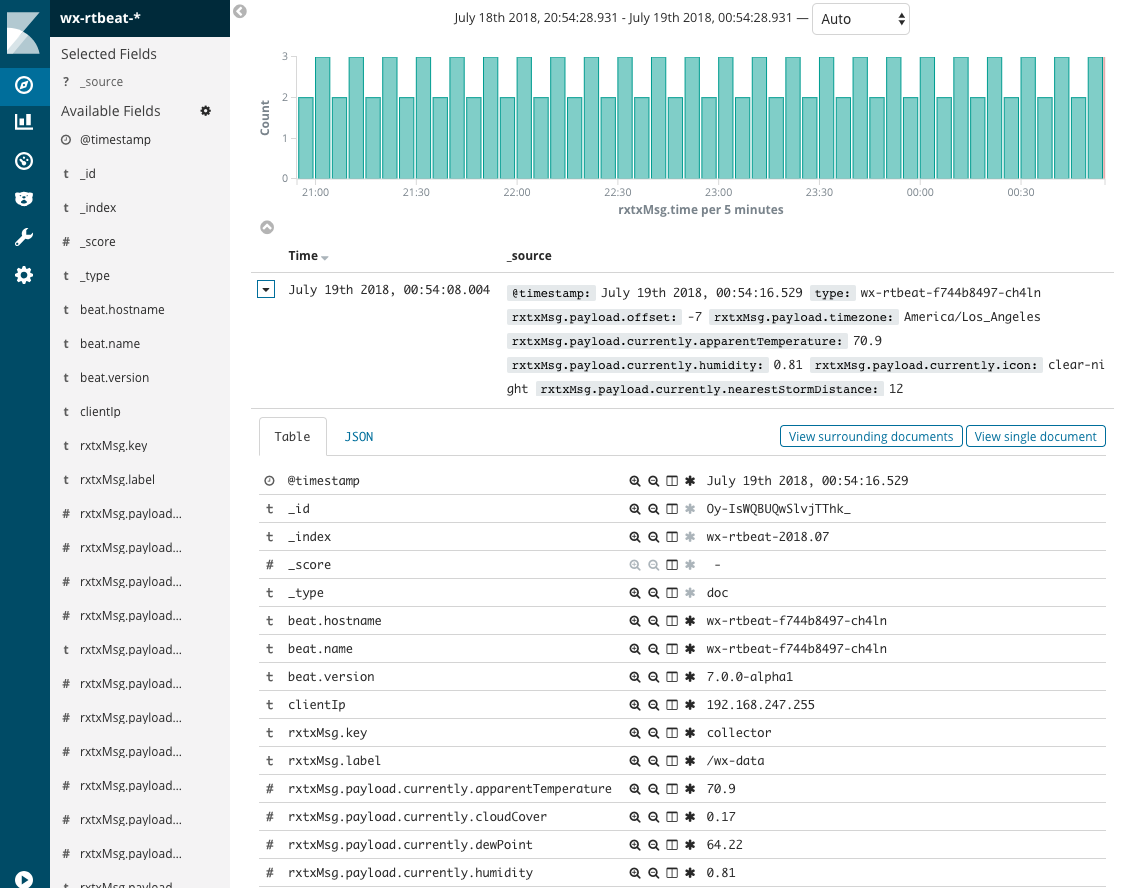 wx-rtbeat-*
Selected Fields
? _source
Available Fields
@timestamp
t _id
t _index
# _score
t _type
t beat.hostname
t beat.name
t beat.version
t clientIp
t rxtxMsg.key
t rxtxMsg.label
# rxtxMsg.payload...
# rxtxMsg.payload...
# rxtxMsg.payload...
# rxtxMsg.payload...
t rxtxMsg.payload...
# rxtxMsg.payload...
# rxtxMsg.payload...
# rxtxMsg.payload...
# rxtxMsg.payload...
# rxtxMsg.payload...
# rxtxMsg.payload...
July 18th 2018, 20:54:28.931 - July 19th 2018, 00:54:28.931 — Auto
Count
3
2
1
0
21:00 21:30 22:00 22:30 23:00 23:30 00:00 00:30
rxtxMsg.time per 5 minutes
Time _source
July 19th 2018, 00:54:08.004 @timestamp: July 19th 2018, 00:54:16.529 type: wx-rtbeat-f744b8497-ch4ln
rxtxMsg.payload.offset: -7 rxtxMsg.payload.timezone: America/Los_Angeles
rxtxMsg.payload.currently.apparentTemperature: 70.9
rxtxMsg.payload.currently.humidity: 0.81 rxtxMsg.payload.currently.icon: clear-ni
ght rxtxMsg.payload.currently.nearestStormDistance: 12
Table JSON View surrounding documents View single document
@timestamp July 19th 2018, 00:54:16.529
t _id Oy-IsWQBUQwSlvjTThk_
t _index wx-rtbeat-2018.07
# _score -
t _type doc
t beat.hostname wx-rtbeat-f744b8497-ch4ln
t beat.name wx-rtbeat-f744b8497-ch4ln
t beat.version 7.0.0-alpha1
t clientIp 192.168.247.255
t rxtxMsg.key collector
t rxtxMsg.label /wx-data
# rxtxMsg.payload.currently.apparentTemperature 70.9
# rxtxMsg.payload.currently.cloudCover 0.17
# rxtxMsg.payload.currently.dewPoint 64.22
# rxtxMsg.payload.currently.humidity 0.81